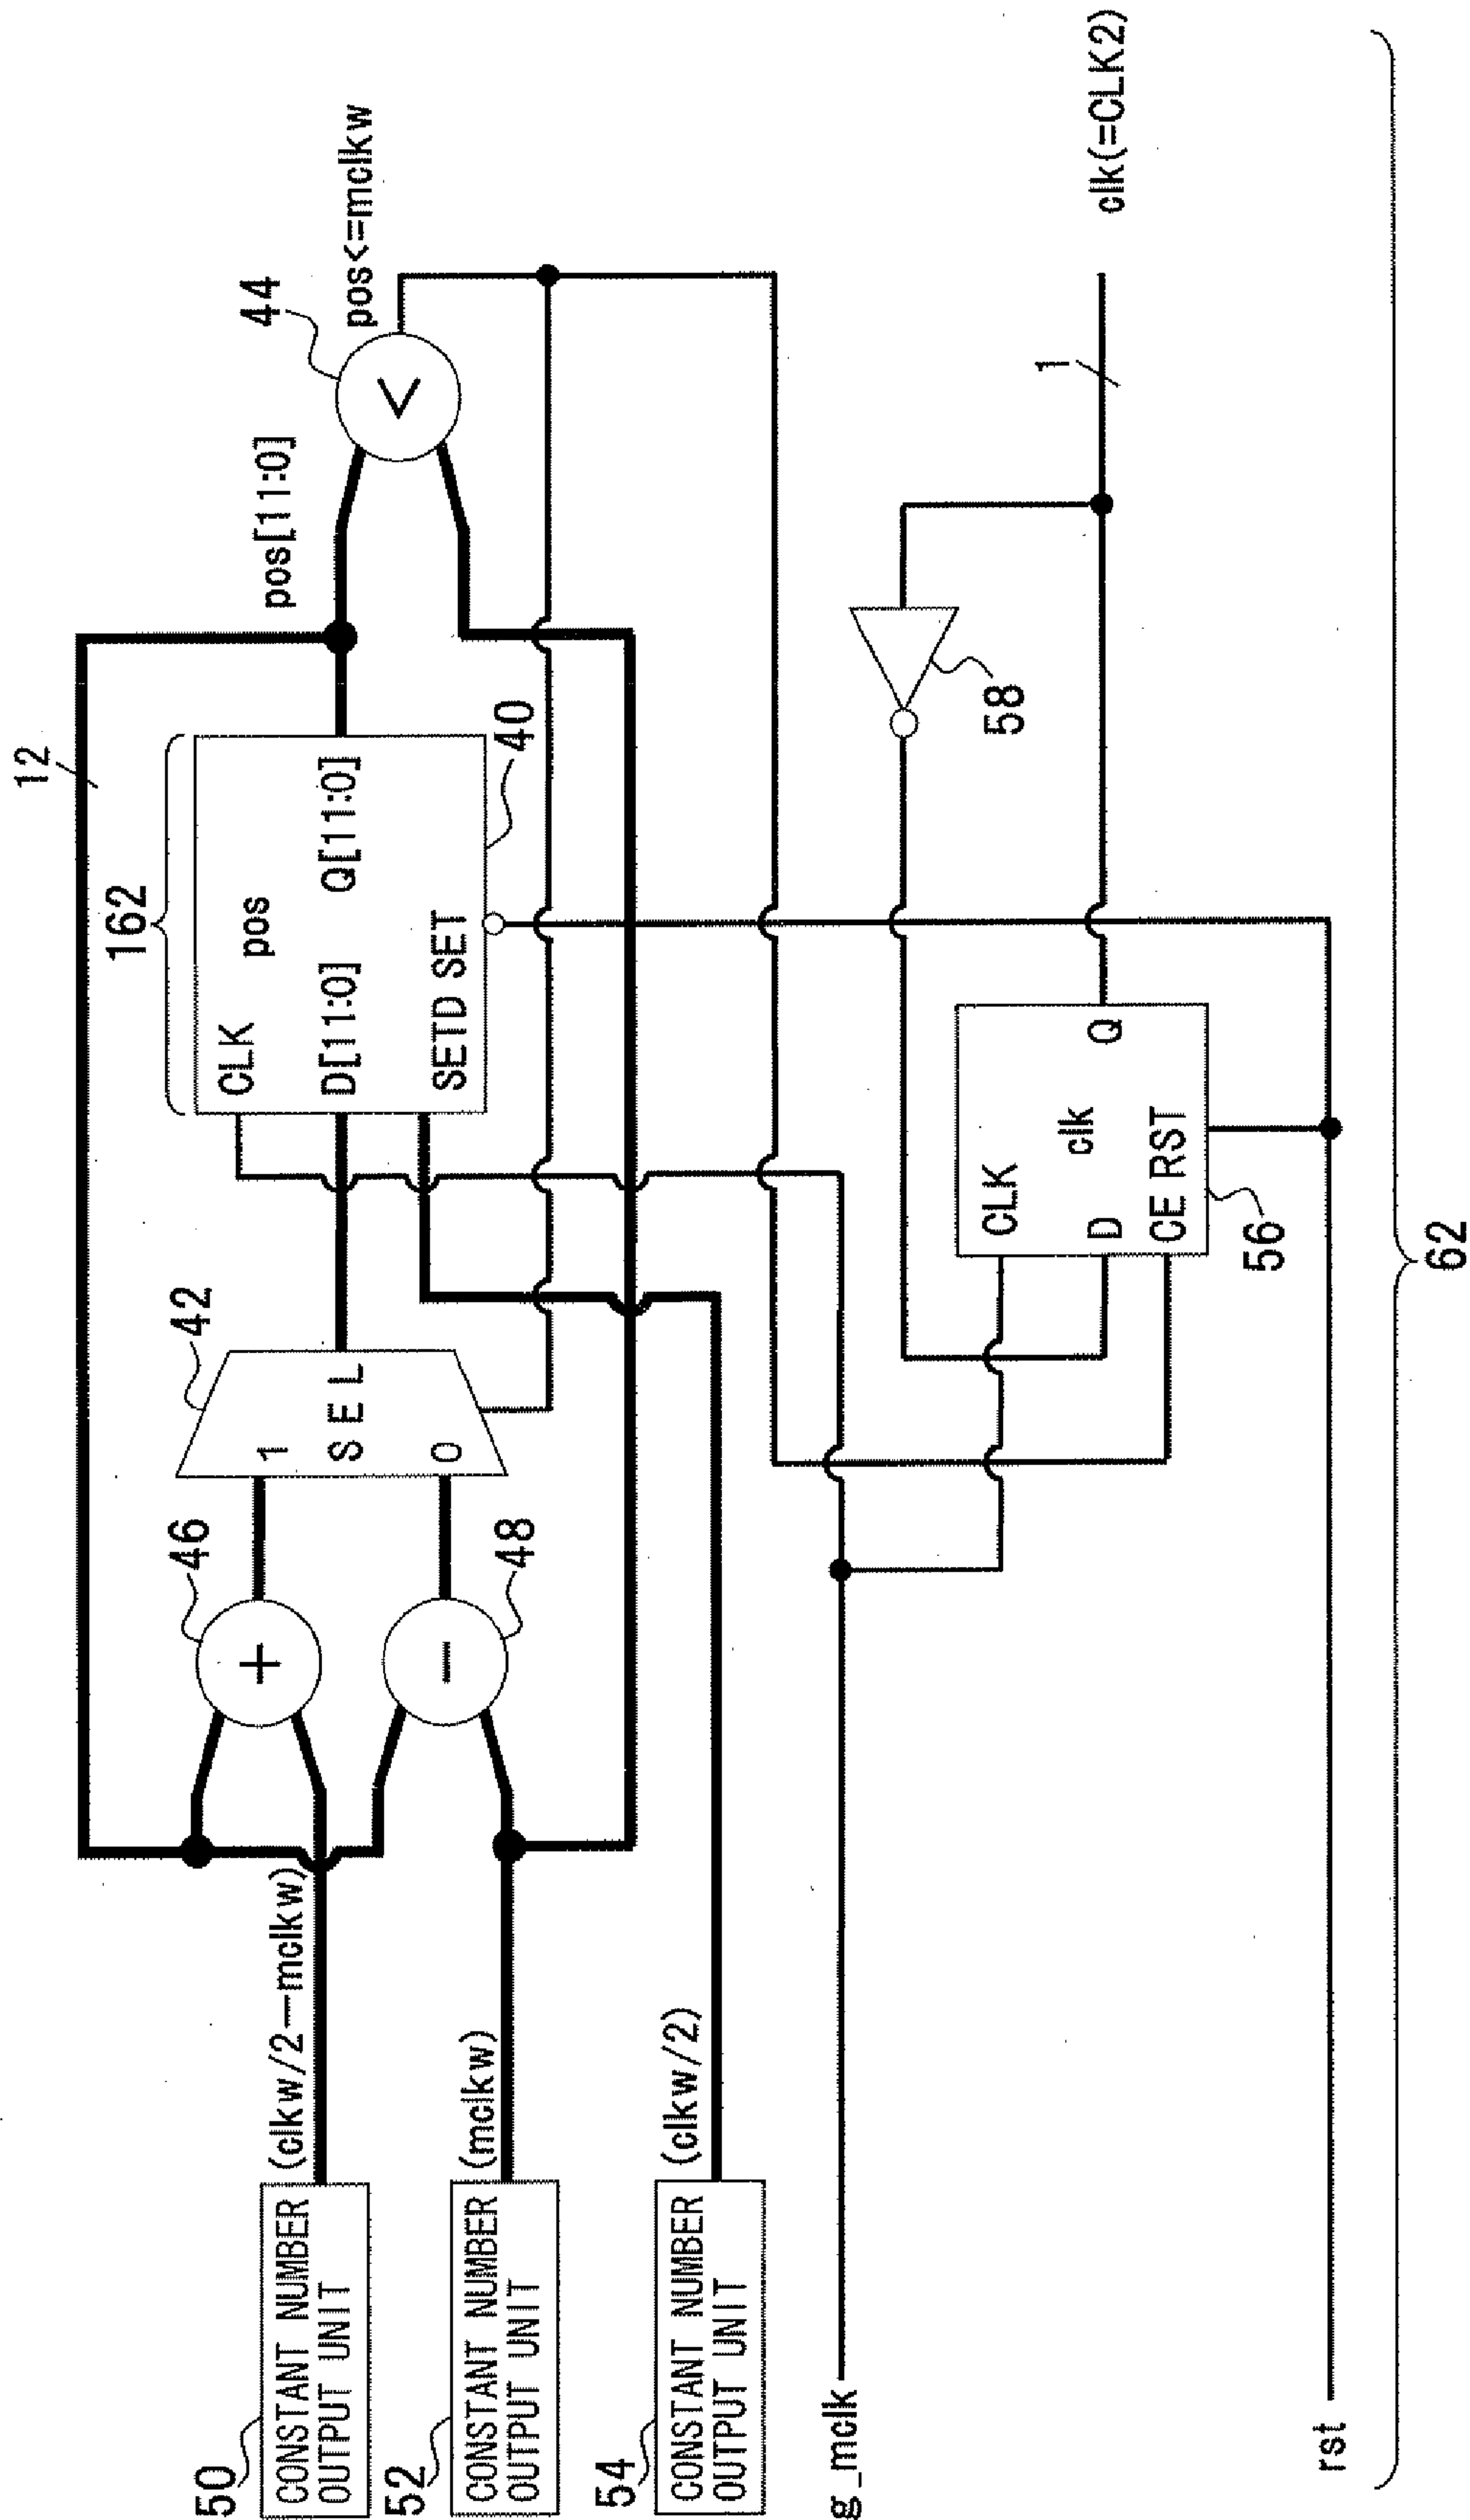 50
CONSTANT NUMBER
OUTPUT UNIT
(clkw/2-mclkw)
52
CONSTANT NUMBER
OUTPUT UNIT
(mclkw)
54
CONSTANT NUMBER
OUTPUT UNIT
(clkw/2)
g_mclk
rst
46
+
48
-
42
1
SEL
0
12
162
CLK
pos
D[11:0] Q[11:0]
SETD SET
40
pos[11:0]
44
<
pos<=mclkw
CLK
clk
D Q
CE RST
56
58
1
clk(=CLK2)
62